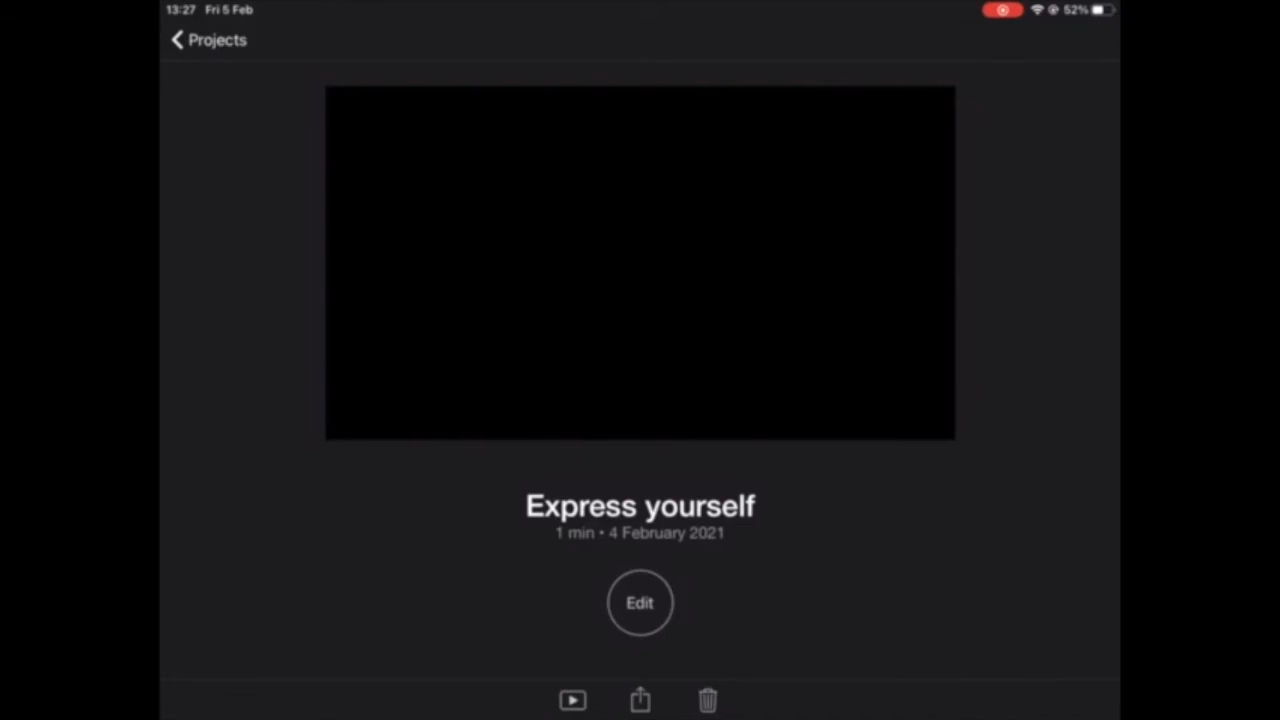 13:27 Fri 5 Feb 52%
Projects
Express yourself
1 min • 4 February 2021
Edit